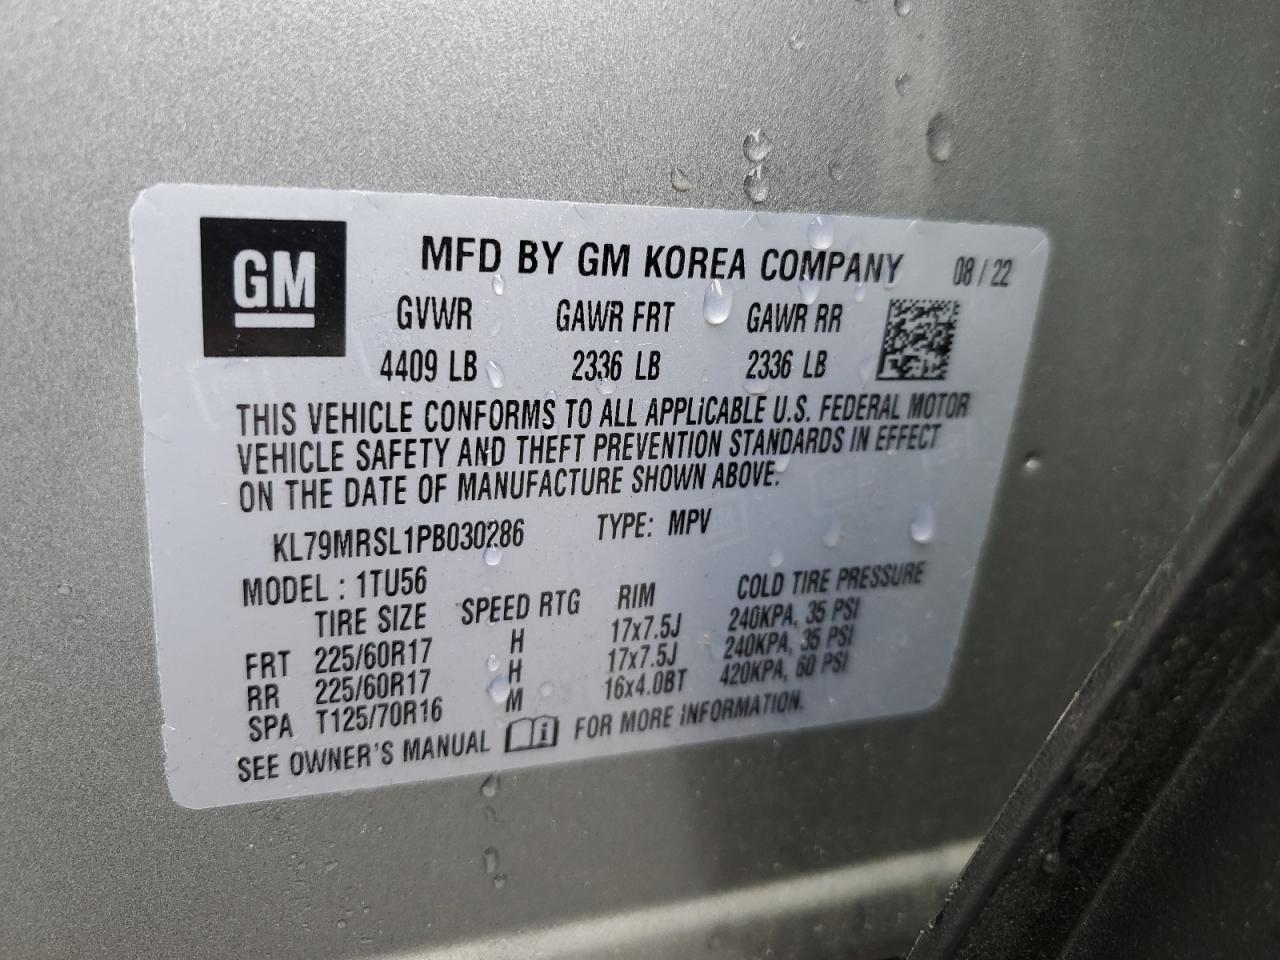 GM
MFD BY GM KOREA COMPANY 08 / 22
GVWR GAWR FRT GAWR RR
4409 LB 2336 LB 2336 LB
THIS VEHICLE CONFORMS TO ALL APPLICABLE U.S. FEDERAL MOTOR
VEHICLE SAFETY AND THEFT PREVENTION STANDARDS IN EFFECT
ON THE DATE OF MANUFACTURE SHOWN ABOVE.
KL79MRSL1PB030286 TYPE: MPV
MODEL : 1TU56
TIRE SIZE SPEED RTG RIM COLD TIRE PRESSURE
FRT 225/60R17 H 17x7.5J 240KPA, 35 PSI
RR 225/60R17 H 17x7.5J 240KPA, 35 PSI
SPA T125/70R16 M 16x4.0BT 420KPA, 60 PSI
SEE OWNER'S MANUAL i FOR MORE INFORMATION.